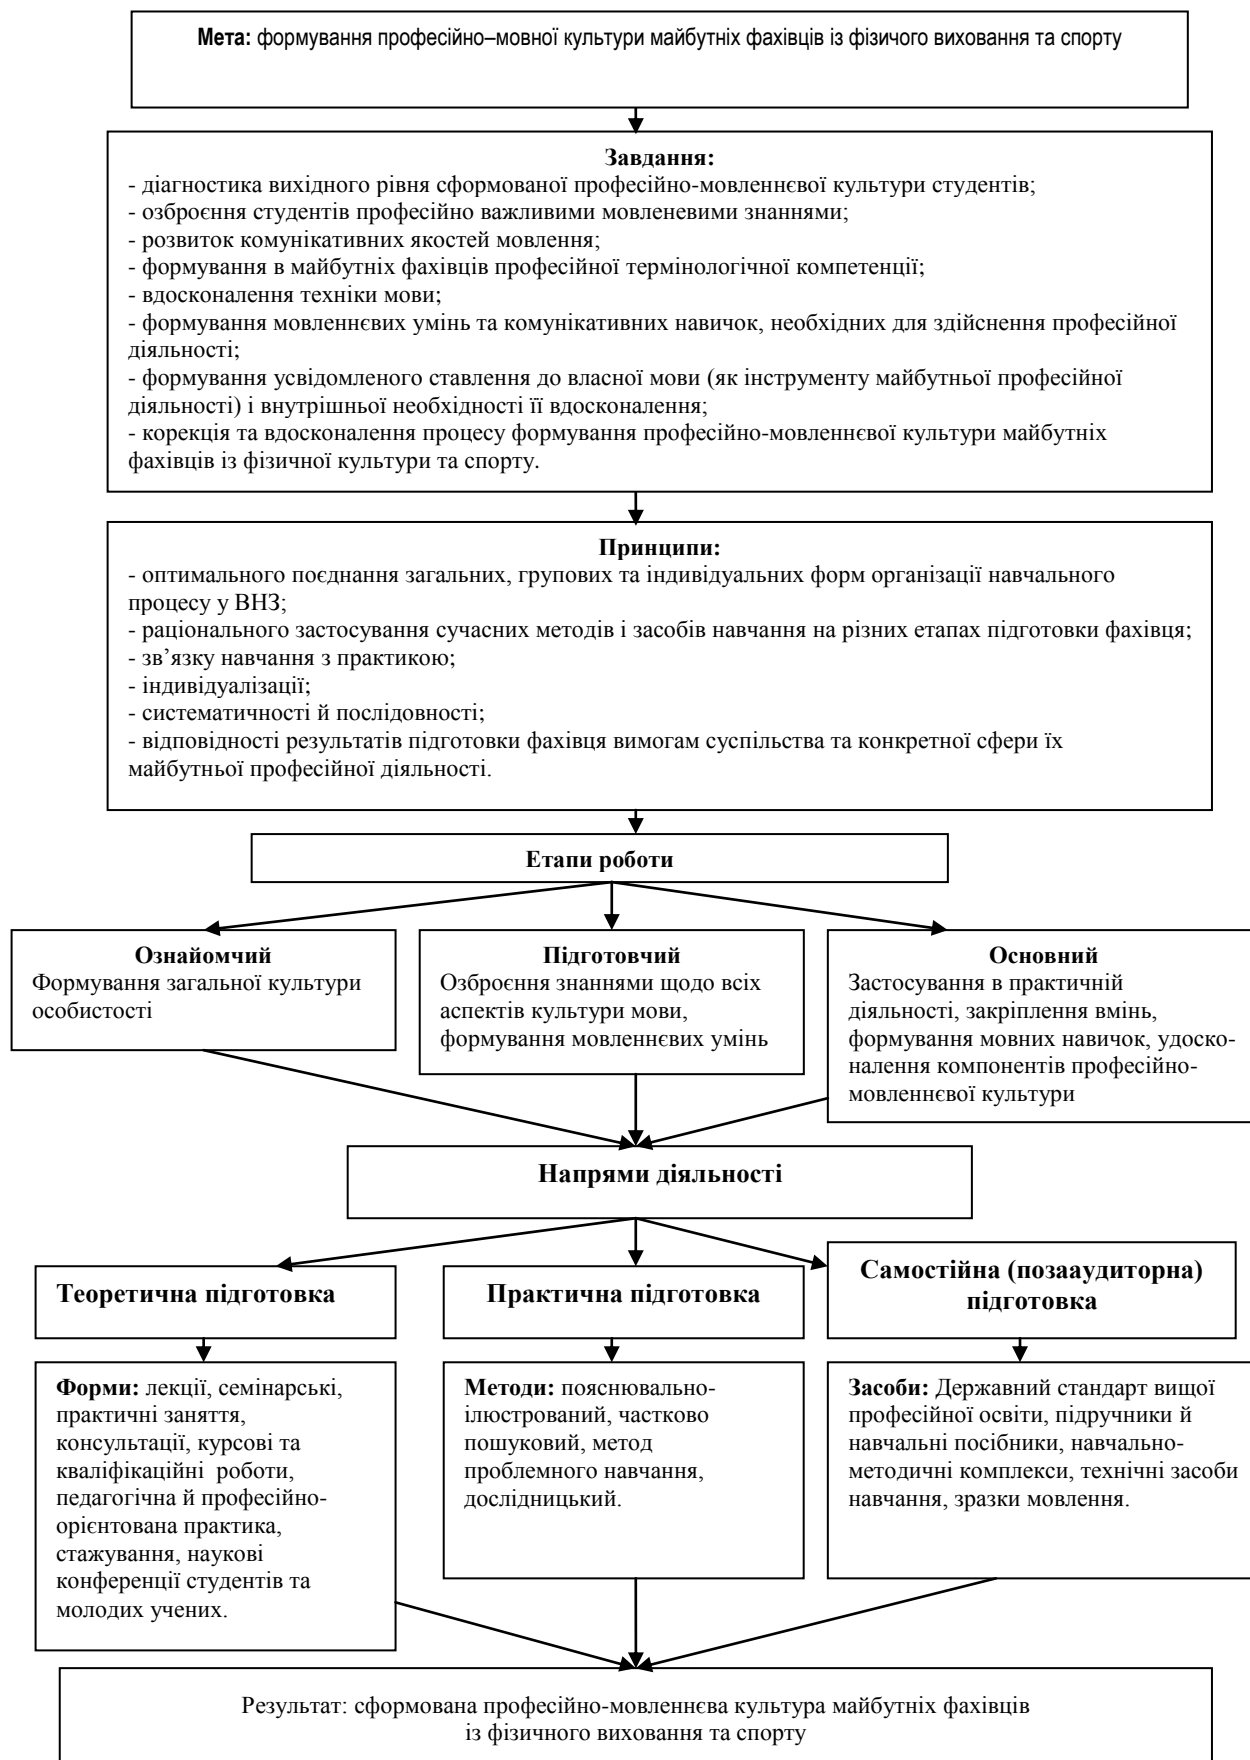 Мета: формування професійно–мовної культури майбутніх фахівців із фізичого виховання та спорту
Завдання:
- діагностика вихідного рівня сформованої професійно-мовленнєвої культури студентів;
- озброєння студентів професійно важливими мовленевими знаннями;
- розвиток комунікативних якостей мовлення;
- формування в майбутніх фахівців професійної термінологічної компетенції;
- вдосконалення техніки мови;
- формування мовленнєвих умінь та комунікативних навичок, необхідних для здійснення професійної
діяльності;
- формування усвідомленого ставлення до власної мови (як інструменту майбутньої професійної
діяльності) і внутрішньої необхідності її вдосконалення;
- корекція та вдосконалення процесу формування професійно-мовленнєвої культури майбутніх
фахівців із фізичної культури та спорту.
Принципи:
- оптимального поєднання загальних, групових та індивідуальних форм організації навчального
процесу у ВНЗ;
- раціонального застосування сучасних методів і засобів навчання на різних етапах підготовки фахівця;
- зв’язку навчання з практикою;
- індивідуалізації;
- систематичності й послідовності;
- відповідності результатів підготовки фахівця вимогам суспільства та конкретної сфери їх
майбутньої професійної діяльності.
Етапи роботи
Ознайомчий
Формування загальної культури
особистості
Підготовчий
Озброєння знаннями щодо всіх
аспектів культури мови,
формування мовленнєвих умінь
Основний
Застосування в практичній
діяльності, закріплення вмінь,
формування мовних навичок, удоско-
налення компонентів професійно-
мовленнєвої культури
Напрями діяльності
Теоретична підготовка
Практична підготовка
Самостійна (позааудиторна)
підготовка
Форми: лекції, семінарські,
практичні заняття,
консультації, курсові та
кваліфікаційні роботи,
педагогічна й професійно-
орієнтована практика,
стажування, наукові
конференції студентів та
молодих учених.
Методи: пояснювально-
ілюстрований, частково
пошуковий, метод
проблемного навчання,
дослідницький.
Засоби: Державний стандарт вищої
професійної освіти, підручники й
навчальні посібники, навчально-
методичні комплекси, технічні засоби
навчання, зразки мовлення.
Результат: сформована професійно-мовленнєва культура майбутніх фахівців
із фізичного виховання та спорту